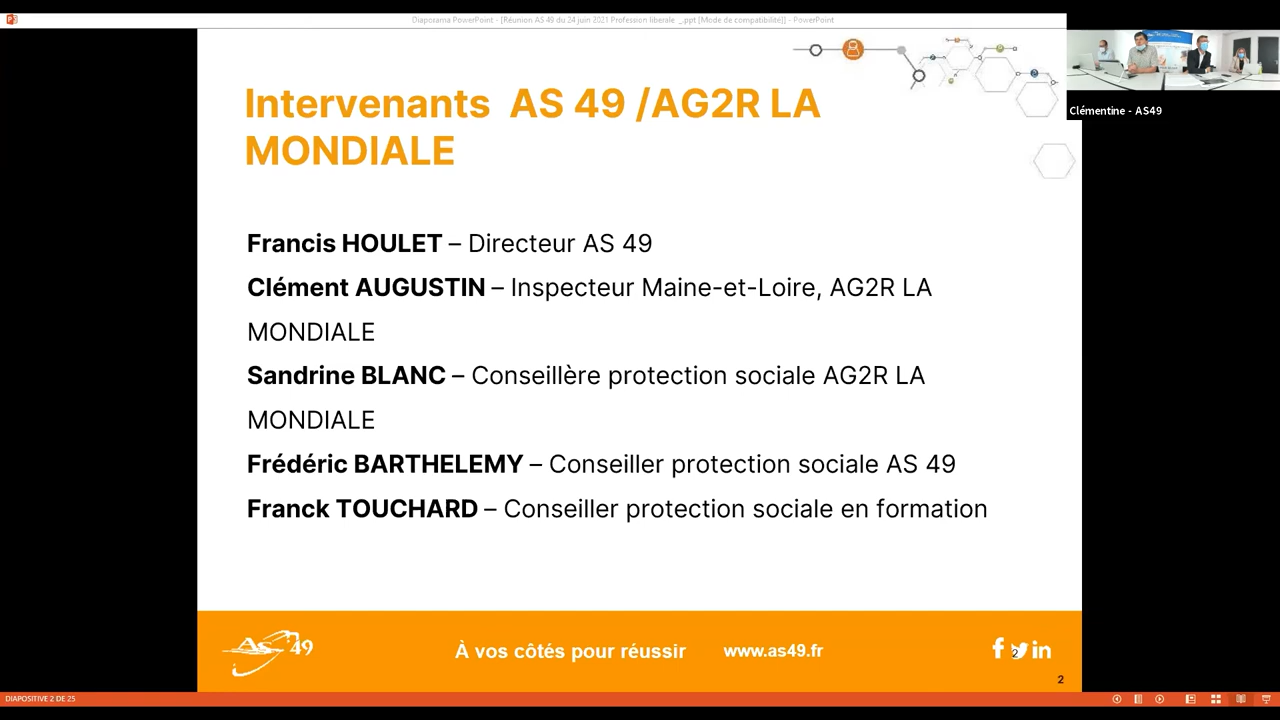 Diaporama PowerPoint - [Réunion AS 49 du 24 juin 2021 Profession liberale _.ppt [Mode de compatibilité]] - PowerPoint
Clémentine - AS49
Intervenants AS 49 /AG2R LA
MONDIALE
Francis HOULET – Directeur AS 49
Clément AUGUSTIN – Inspecteur Maine-et-Loire, AG2R LA
MONDIALE
Sandrine BLANC – Conseillère protection sociale AG2R LA
MONDIALE
Frédéric BARTHELEMY – Conseiller protection sociale AS 49
Franck TOUCHARD – Conseiller protection sociale en formation
As 49
À vos côtés pour réussir
www.as49.fr
f
2
in
2
DIAPOSITIVE 2 DE 25